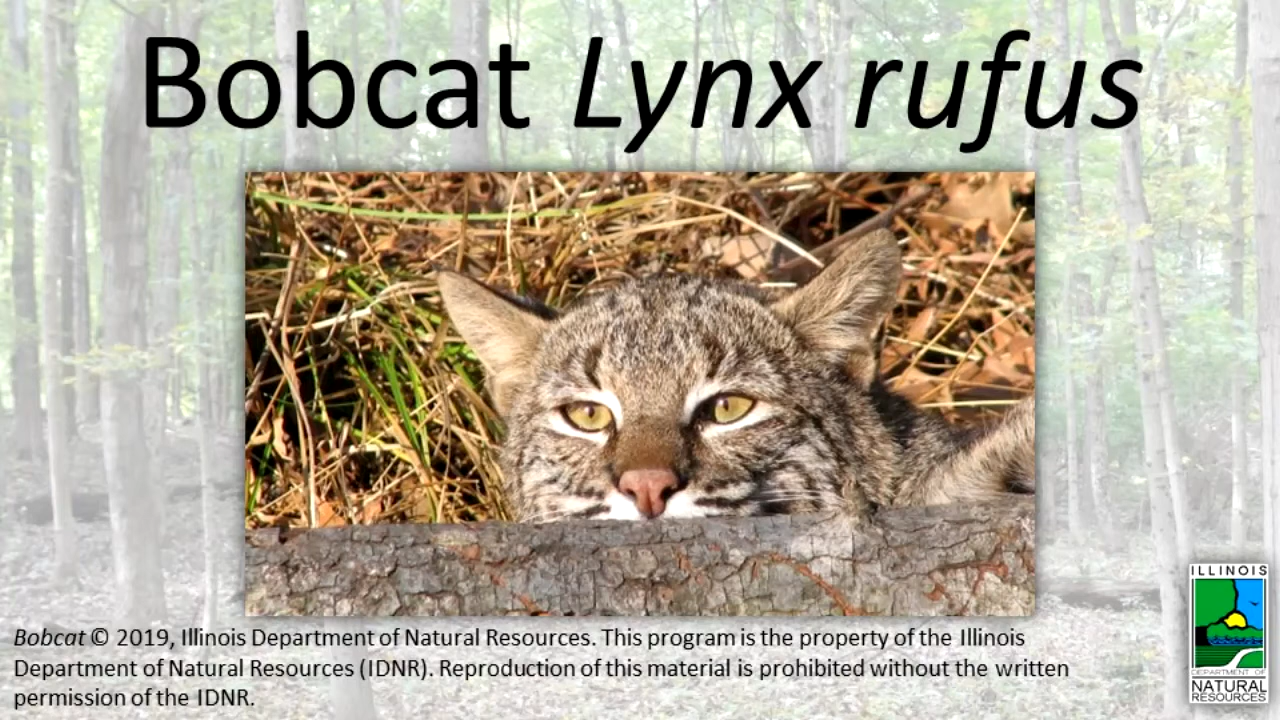 Bobcat Lynx rufus
Bobcat © 2019, Illinois Department of Natural Resources. This program is the property of the Illinois
Department of Natural Resources (IDNR). Reproduction of this material is prohibited without the written
permission of the IDNR.
ILLINOIS
DEPARTMENT OF
NATURAL
RESOURCES